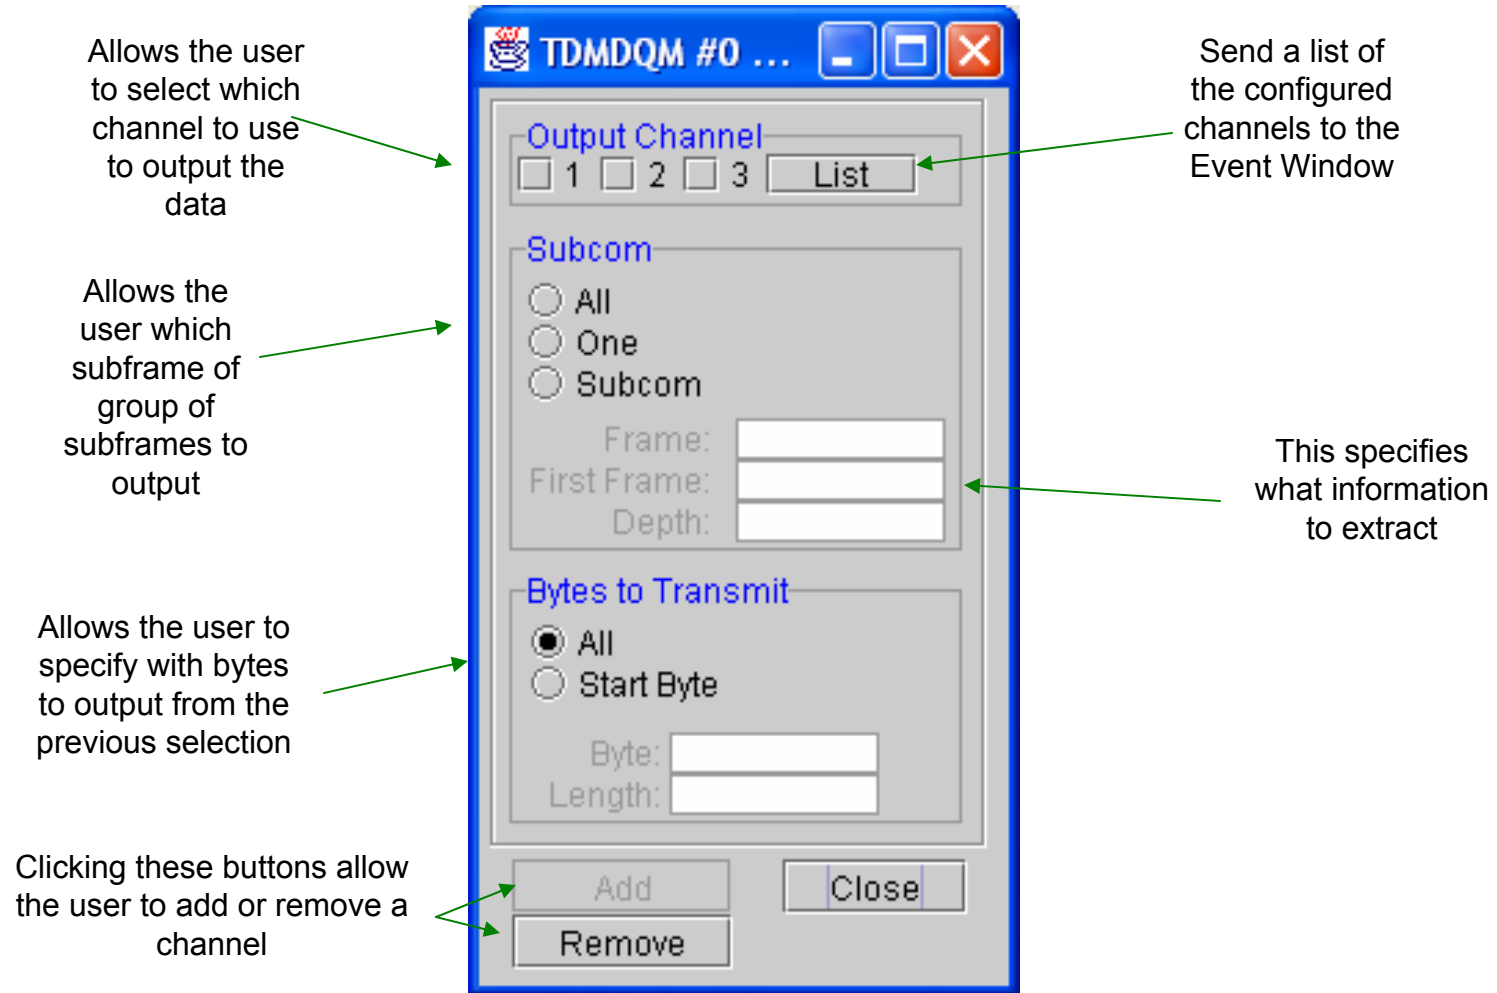 Allows the user
to select which
channel to use
to output the
data
TDMDQM #0 ...
Send a list of
the configured
channels to the
Event Window
Output Channel
1 2 3 List
Allows the
user which
subframe of
group of
subframes to
output
Subcom
All
One
Subcom
Frame:
First Frame:
Depth:
This specifies
what information
to extract
Allows the user to
specify with bytes
to output from the
previous selection
Bytes to Transmit
All
Start Byte
Byte:
Length:
Clicking these buttons allow
the user to add or remove a
channel
Add Close
Remove